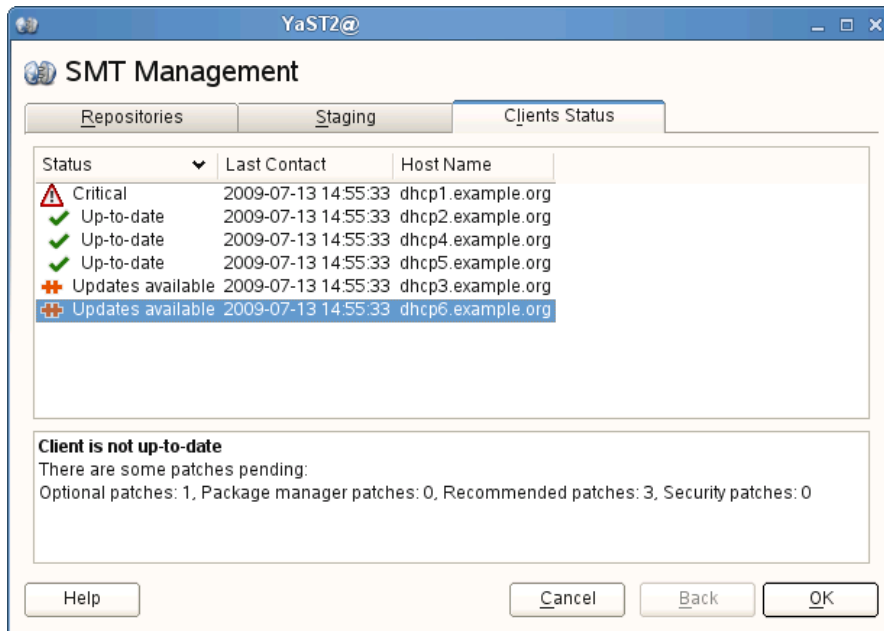 YaST2@
SMT Management
Repositories Staging Clients Status
Status Last Contact Host Name
Critical 2009-07-13 14:55:33 dhcp1.example.org
Up-to-date 2009-07-13 14:55:33 dhcp2.example.org
Up-to-date 2009-07-13 14:55:33 dhcp4.example.org
Up-to-date 2009-07-13 14:55:33 dhcp5.example.org
Updates available 2009-07-13 14:55:33 dhcp3.example.org
Updates available 2009-07-13 14:55:33 dhcp6.example.org
Client is not up-to-date
There are some patches pending:
Optional patches: 1, Package manager patches: 0, Recommended patches: 3, Security patches: 0
Help Cancel Back OK